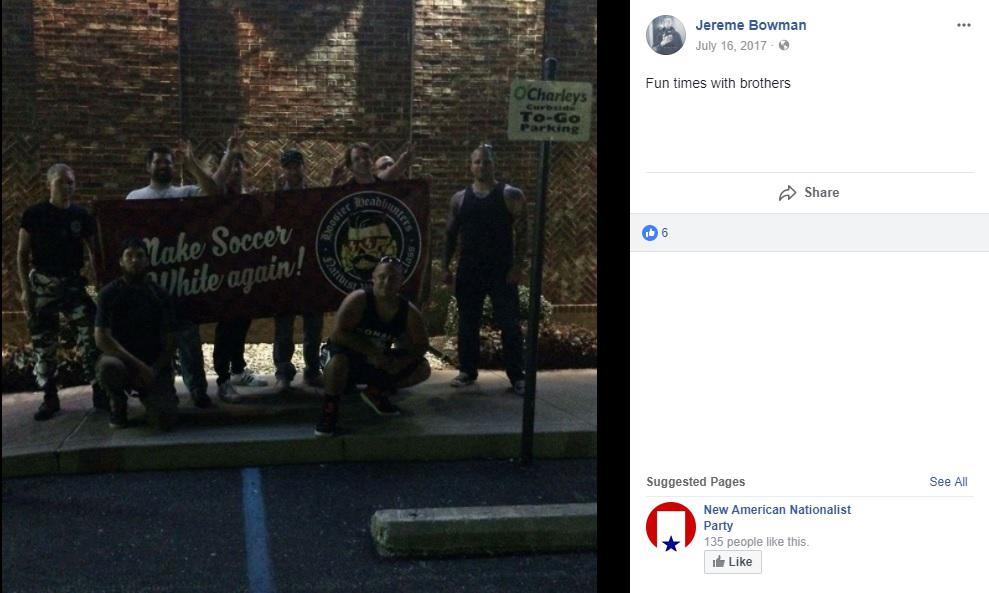 O'Charleys
Curbside
To-Go
Parking
Make Soccer
White again!
Hoosier Headhunters
Nativist
Jereme Bowman
July 16, 2017 ·
Fun times with brothers
Share
6
Suggested Pages
See All
New American Nationalist
Party
135 people like this.
Like